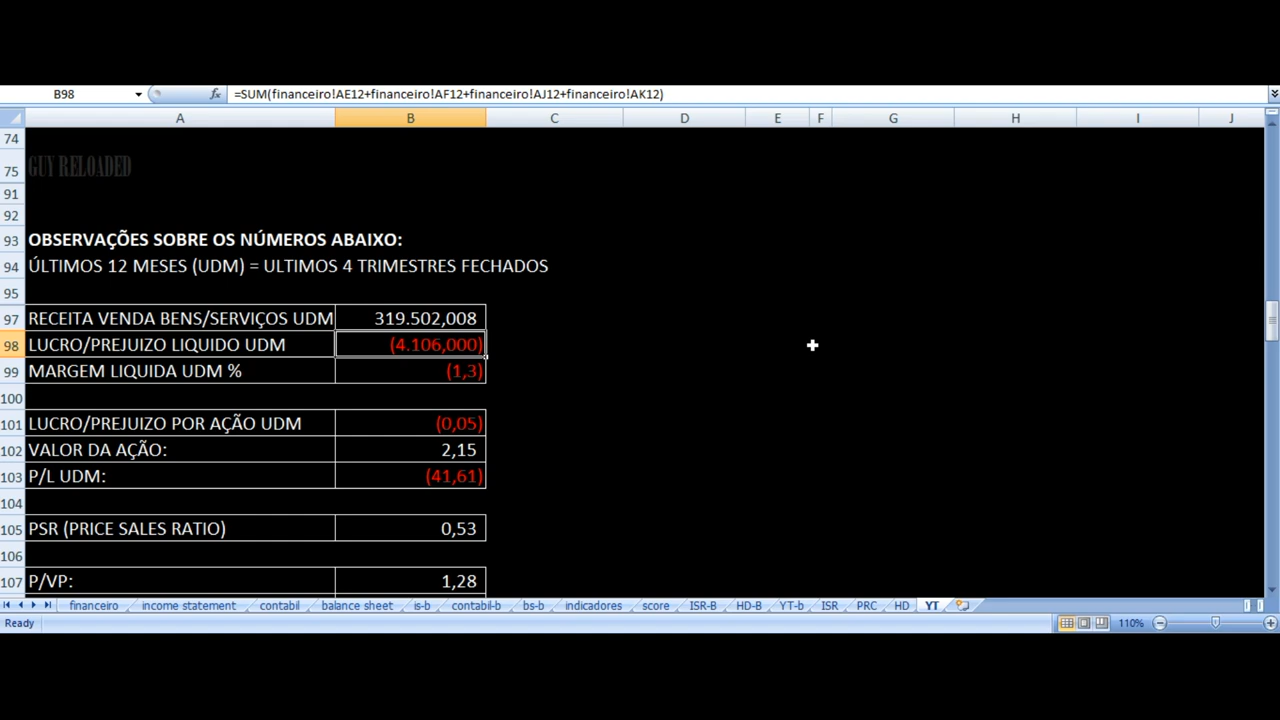 B98 fx =SUM(financeiro!AE12+financeiro!AF12+financeiro!AJ12+financeiro!AK12)
A B C D E F G H I J
74
75 GUY RELOADED
91
92
93 OBSERVAÇÕES SOBRE OS NÚMEROS ABAIXO:
94 ÚLTIMOS 12 MESES (UDM) = ULTIMOS 4 TRIMESTRES FECHADOS
95
97 RECEITA VENDA BENS/SERVIÇOS UDM 319.502,008
98 LUCRO/PREJUIZO LIQUIDO UDM (4.106,000)
99 MARGEM LIQUIDA UDM % (1,3)
100
101 LUCRO/PREJUIZO POR AÇÃO UDM (0,05)
102 VALOR DA AÇÃO: 2,15
103 P/L UDM: (41,61)
104
105 PSR (PRICE SALES RATIO) 0,53
106
107 P/VP: 1,28
financeiro income statement contabil balance sheet is-b contabil-b bs-b indicadores score ISR-B HD-B YT-b ISR PRC HD YT
Ready 110%